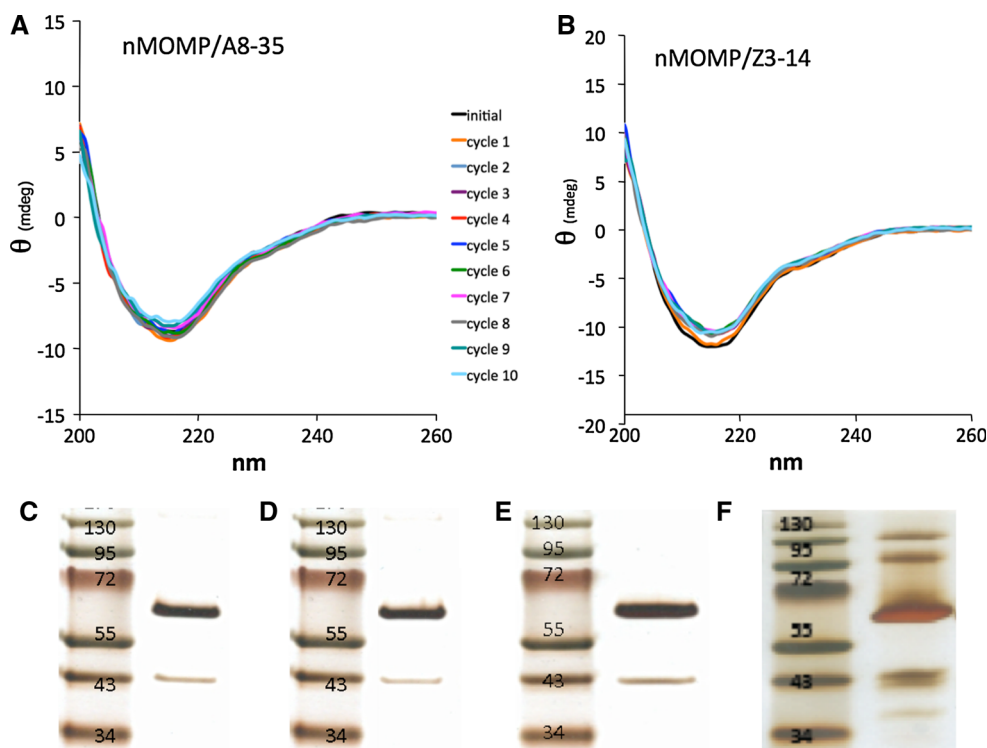 A
nMOMP/A8-35
15
10
5
0
-5
-10
-15
θ (mdeg)
200
220
240
260
nm
initial
cycle 1
cycle 2
cycle 3
cycle 4
cycle 5
cycle 6
cycle 7
cycle 8
cycle 9
cycle 10
B
nMOMP/Z3-14
20
15
10
5
0
-5
-10
-15
-20
θ (mdeg)
200
220
240
260
nm
C
130
95
72
55
43
34
D
130
95
72
55
43
34
E
130
95
72
55
43
34
F
130
95
72
55
43
34